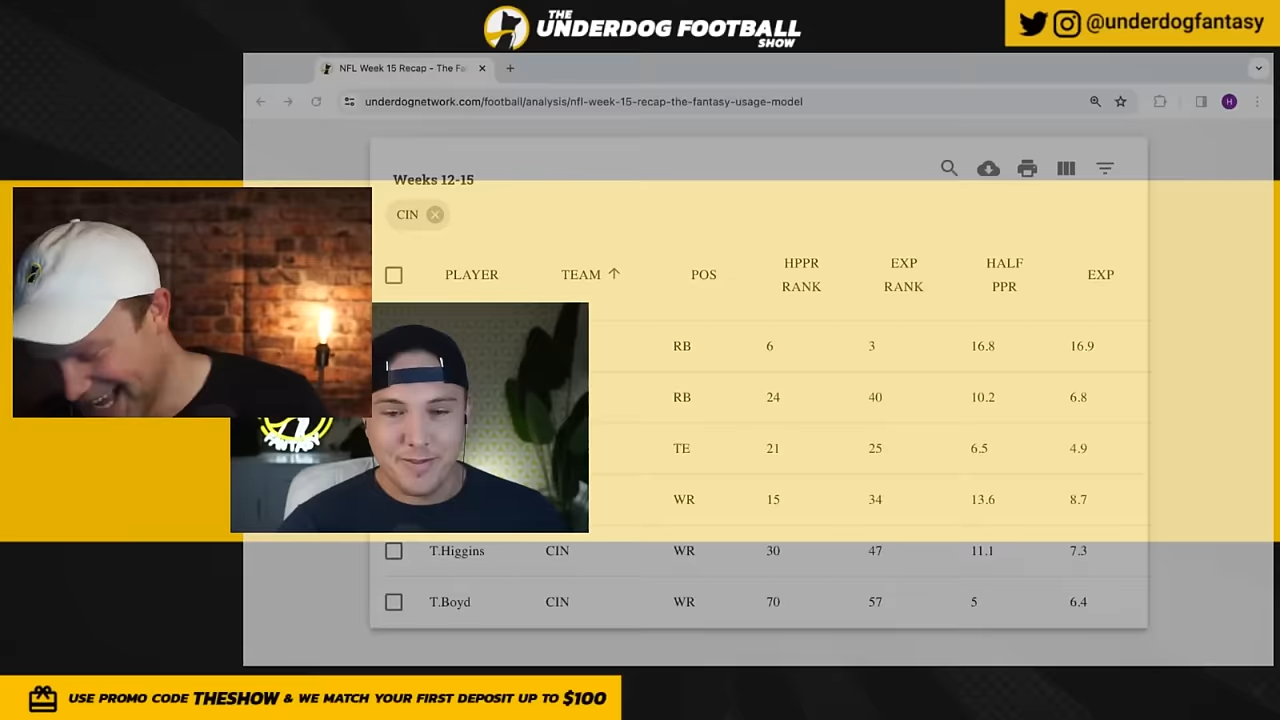 THE
UNDERDOG FOOTBALL
SHOW
@underdogfantasy
NFL Week 15 Recap - The Fa
underdognetwork.com/football/analysis/nfl-week-15-recap-the-fantasy-usage-model
H
Weeks 12-15
CIN
PLAYER TEAM POS HPPR RANK EXP RANK HALF PPR EXP
RB 6 3 16.8 16.9
RB 24 40 10.2 6.8
TE 21 25 6.5 4.9
WR 15 34 13.6 8.7
T.Higgins CIN WR 30 47 11.1 7.3
T.Boyd CIN WR 70 57 5 6.4
FANTASY
USE PROMO CODE THESHOW & WE MATCH YOUR FIRST DEPOSIT UP TO $100